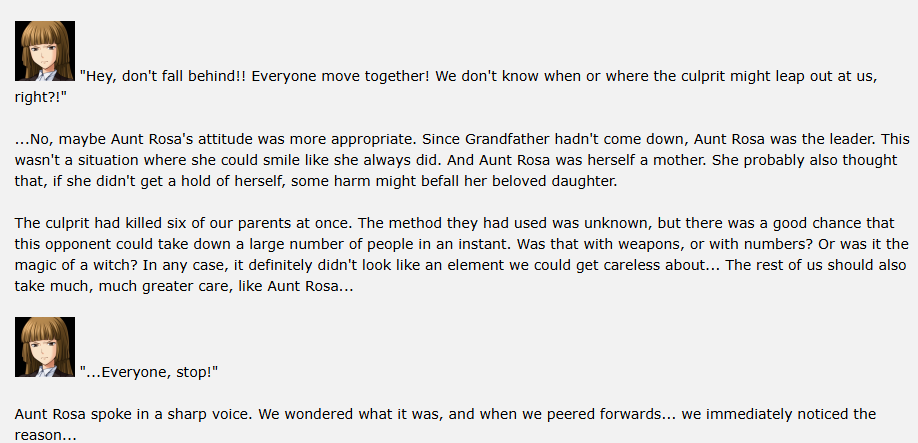 "Hey, don't fall behind!! Everyone move together! We don't know when or where the culprit might leap out at us,
right?!"
...No, maybe Aunt Rosa's attitude was more appropriate. Since Grandfather hadn't come down, Aunt Rosa was the leader. This
wasn't a situation where she could smile like she always did. And Aunt Rosa was herself a mother. She probably also thought
that, if she didn't get a hold of herself, some harm might befall her beloved daughter.
The culprit had killed six of our parents at once. The method they had used was unknown, but there was a good chance that
this opponent could take down a large number of people in an instant. Was that with weapons, or with numbers? Or was it the
magic of a witch? In any case, it definitely didn't look like an element we could get careless about... The rest of us should also
take much, much greater care, like Aunt Rosa...
"...Everyone, stop!"
Aunt Rosa spoke in a sharp voice. We wondered what it was, and when we peered forwards... we immediately noticed the
reason...